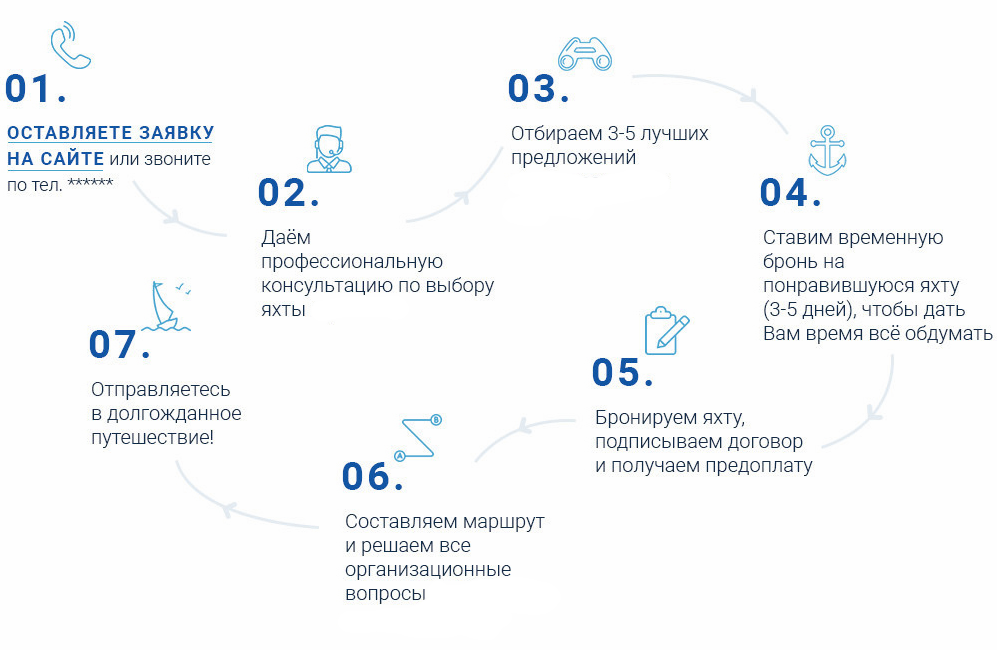 01.
ОСТАВЛЯЕТЕ ЗАЯВКУ
НА САЙТЕ или звоните
по тел. ******
02.
Даём
профессиональную
консультацию по выбору
яхты
03.
Отбираем 3-5 лучших
предложений
04.
Ставим временную
бронь на
понравившуюся яхту
(3-5 дней), чтобы дать
Вам время всё обдумать
05.
Бронируем яхту,
подписываем договор
и получаем предоплату
B
A
06.
Составляем маршрут
и решаем все
организационные
вопросы
07.
Отправляетесь
в долгожданное
путешествие!